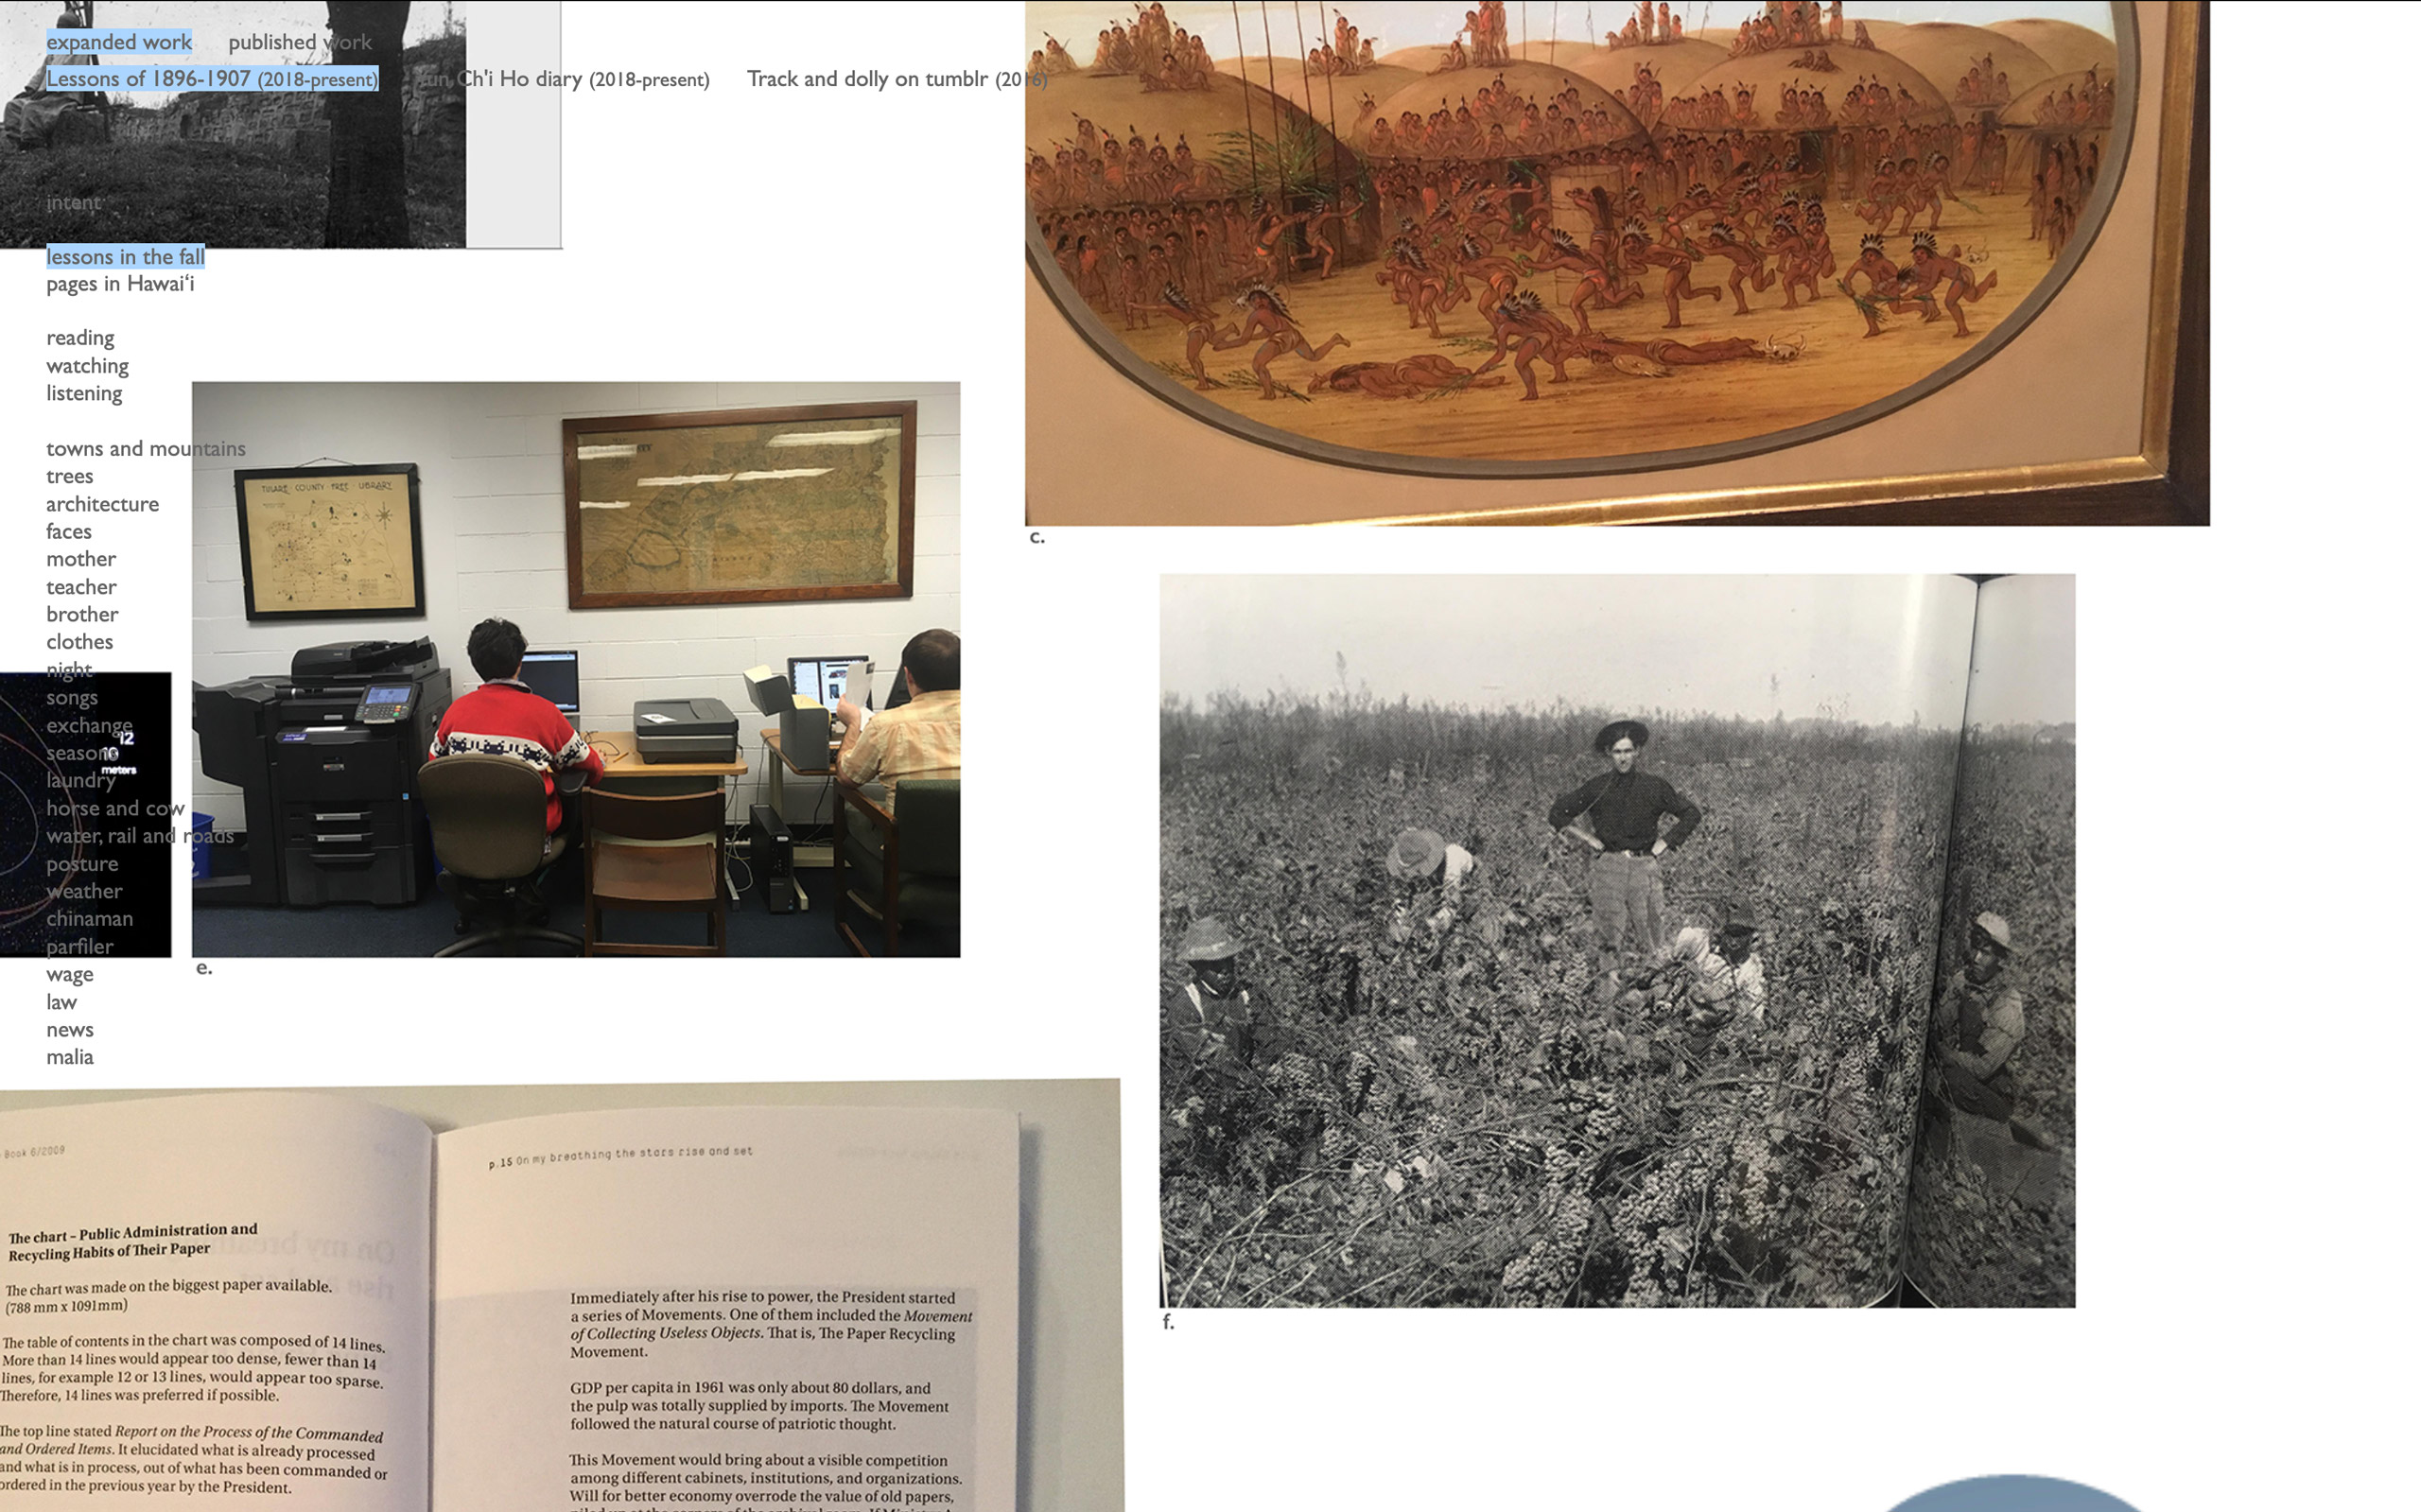 expanded work published work
Lessons of 1896-1907 (2018-present) un Ch'i Ho diary (2018-present) Track and dolly on tumblr (2016)
intent
lessons in the fall
pages in Hawaiʻi
reading
watching
listening
towns and mountains
trees
architecture
faces
mother
teacher
brother
clothes
night
songs
exchange
seasons
laundry
horse and cow
water, rail and roads
posture
weather
chinaman
parfiler
wage
law
news
malia
12
meters
TULARE COUNTY FREE LIBRARY
c.
e.
f.
Book 6/2009
The chart – Public Administration and
Recycling Habits of Their Paper
The chart was made on the biggest paper available.
(788 mm x 1091mm)
The table of contents in the chart was composed of 14 lines.
More than 14 lines would appear too dense, fewer than 14
lines, for example 12 or 13 lines, would appear too sparse.
Therefore, 14 lines was preferred if possible.
The top line stated Report on the Process of the Commanded
and Ordered Items. It elucidated what is already processed
and what is in process, out of what has been commanded or
ordered in the previous year by the President.
p.15 On my breathing the stars rise and set
Immediately after his rise to power, the President started
a series of Movements. One of them included the Movement
of Collecting Useless Objects. That is, The Paper Recycling
Movement.
GDP per capita in 1961 was only about 80 dollars, and
the pulp was totally supplied by imports. The Movement
followed the natural course of patriotic thought.
This Movement would bring about a visible competition
among different cabinets, institutions, and organizations.
Will for better economy overrode the value of old papers,